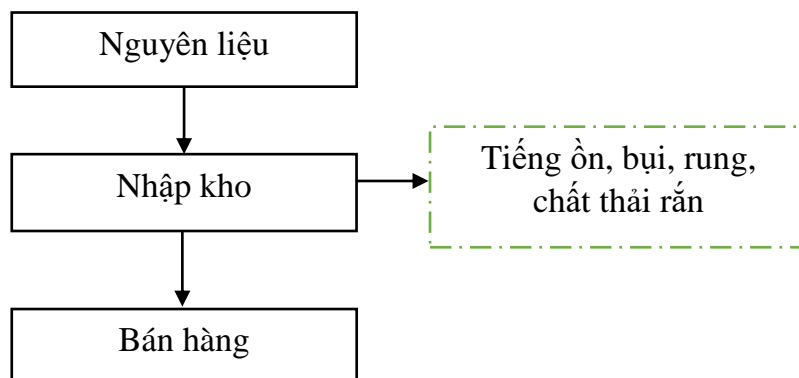 Nguyên liệu
Nhập kho
Tiếng ồn, bụi, rung,
chất thải rắn
Bán hàng